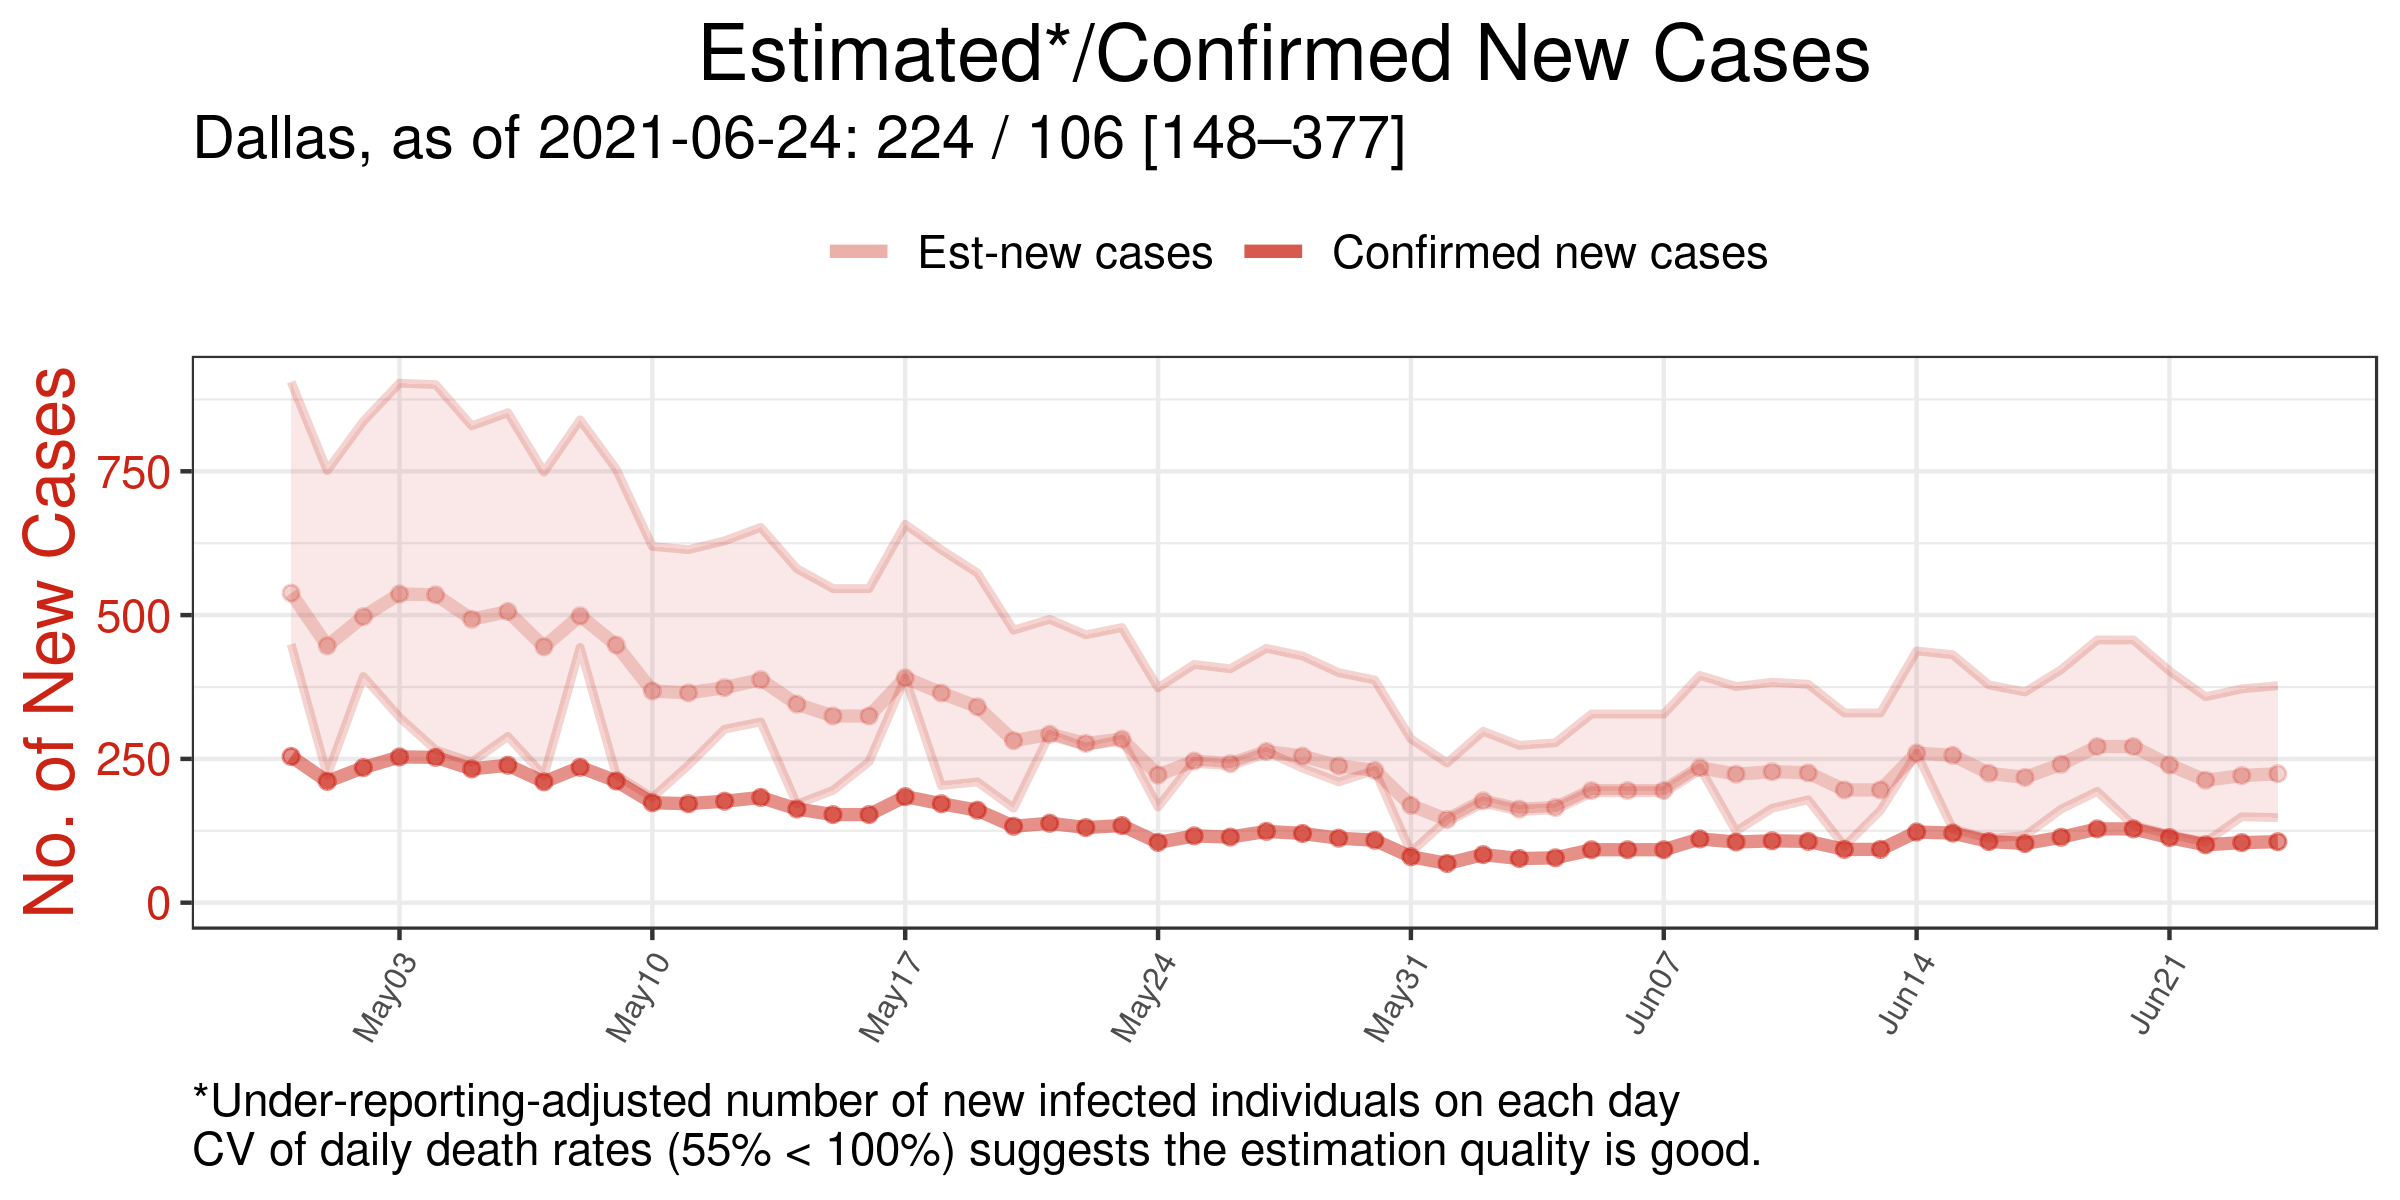 Estimated*/Confirmed New Cases
Dallas, as of 2021-06-24: 224 / 106 [148–377]
Est-new cases
Confirmed new cases
No. of New Cases
750
500
250
0
May03
May10
May17
May24
May31
Jun07
Jun14
Jun21
*Under-reporting-adjusted number of new infected individuals on each day
CV of daily death rates (55% < 100%) suggests the estimation quality is good.